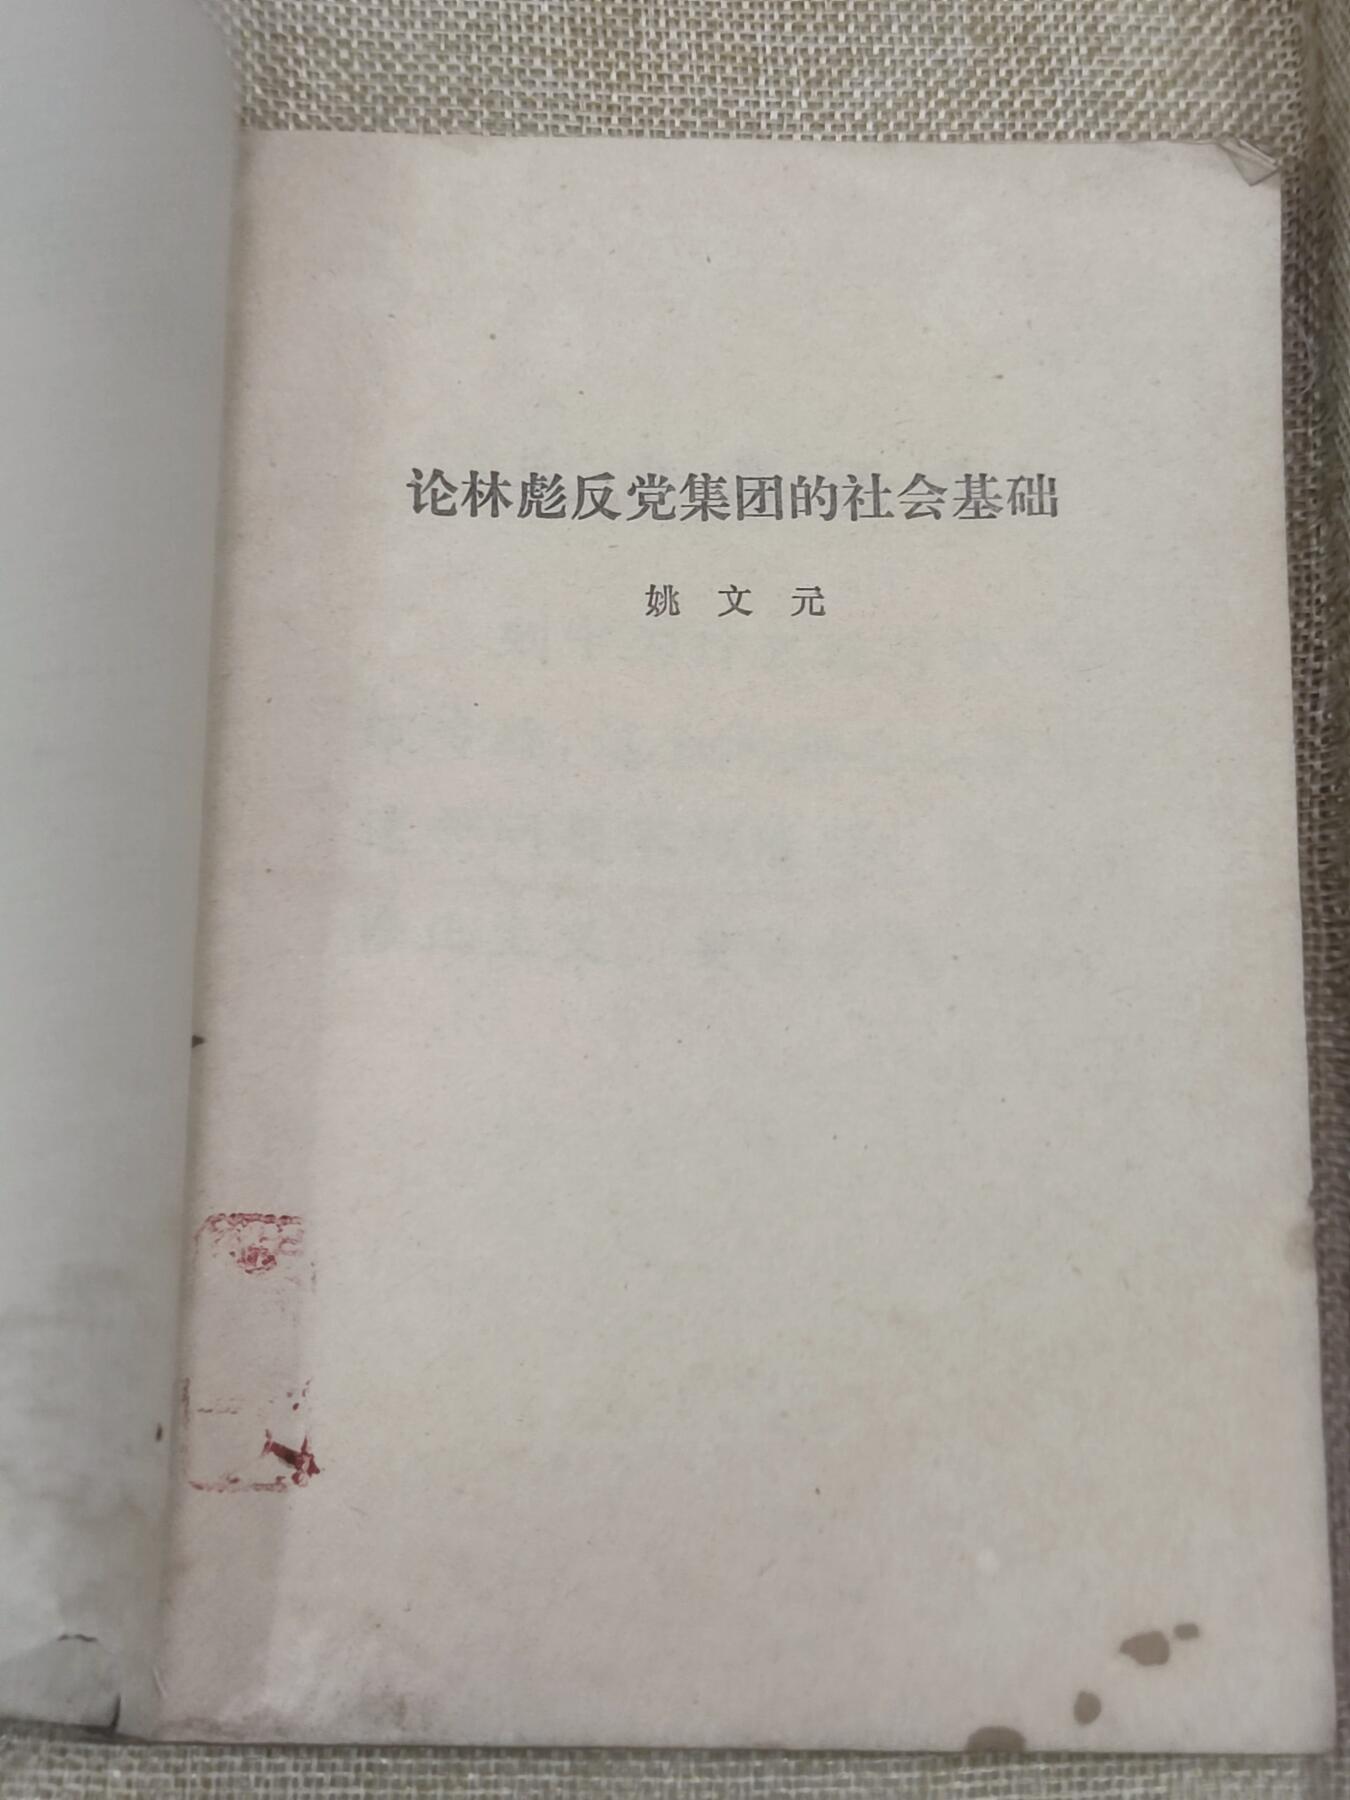 论林彪反党集团的社会基础
姚文元